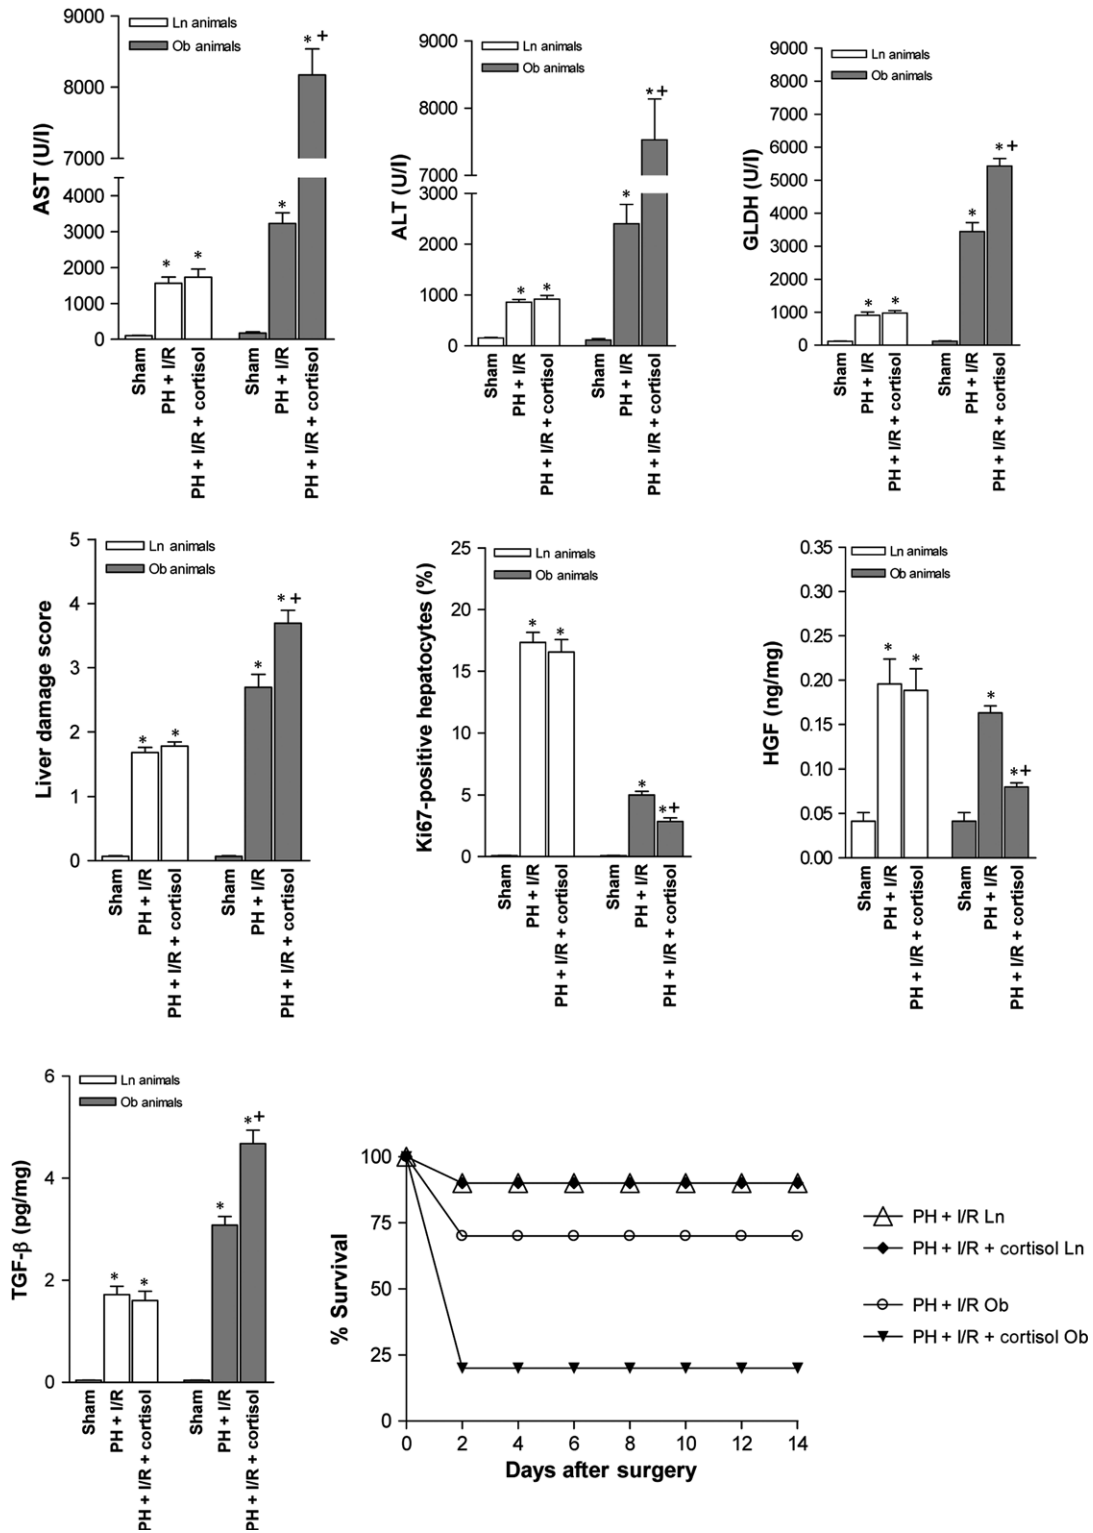 AST (U/l)
9000
8000
7000
4000
3000
2000
1000
0
Ln animals
Ob animals
*
*
*
*+
Sham
PH + I/R
PH + I/R + cortisol
Sham
PH + I/R
PH + I/R + cortisol
ALT (U/l)
9000
8000
7000
3000
2000
1000
0
Ln animals
Ob animals
*
*
*
*+
Sham
PH + I/R
PH + I/R + cortisol
Sham
PH + I/R
PH + I/R + cortisol
GLDH (U/l)
9000
8000
7000
6000
5000
4000
3000
2000
1000
0
Ln animals
Ob animals
*
*
*
*+
Sham
PH + I/R
PH + I/R + cortisol
Sham
PH + I/R
PH + I/R + cortisol
Liver damage score
5
4
3
2
1
0
Ln animals
Ob animals
*
*
*
*+
Sham
PH + I/R
PH + I/R + cortisol
Sham
PH + I/R
PH + I/R + cortisol
Ki67-positive hepatocytes (%)
25
20
15
10
5
0
Ln animals
Ob animals
*
*
*
*+
Sham
PH + I/R
PH + I/R + cortisol
Sham
PH + I/R
PH + I/R + cortisol
HGF (ng/mg)
0.35
0.30
0.25
0.20
0.15
0.10
0.05
0.00
Ln animals
Ob animals
*
*
*
*+
Sham
PH + I/R
PH + I/R + cortisol
Sham
PH + I/R
PH + I/R + cortisol
TGF-β (pg/mg)
6
4
2
0
Ln animals
Ob animals
*
*
*
*+
Sham
PH + I/R
PH + I/R + cortisol
Sham
PH + I/R
PH + I/R + cortisol
% Survival
100
75
50
25
0
0 2 4 6 8 10 12 14
Days after surgery
PH + I/R Ln
PH + I/R + cortisol Ln
PH + I/R Ob
PH + I/R + cortisol Ob